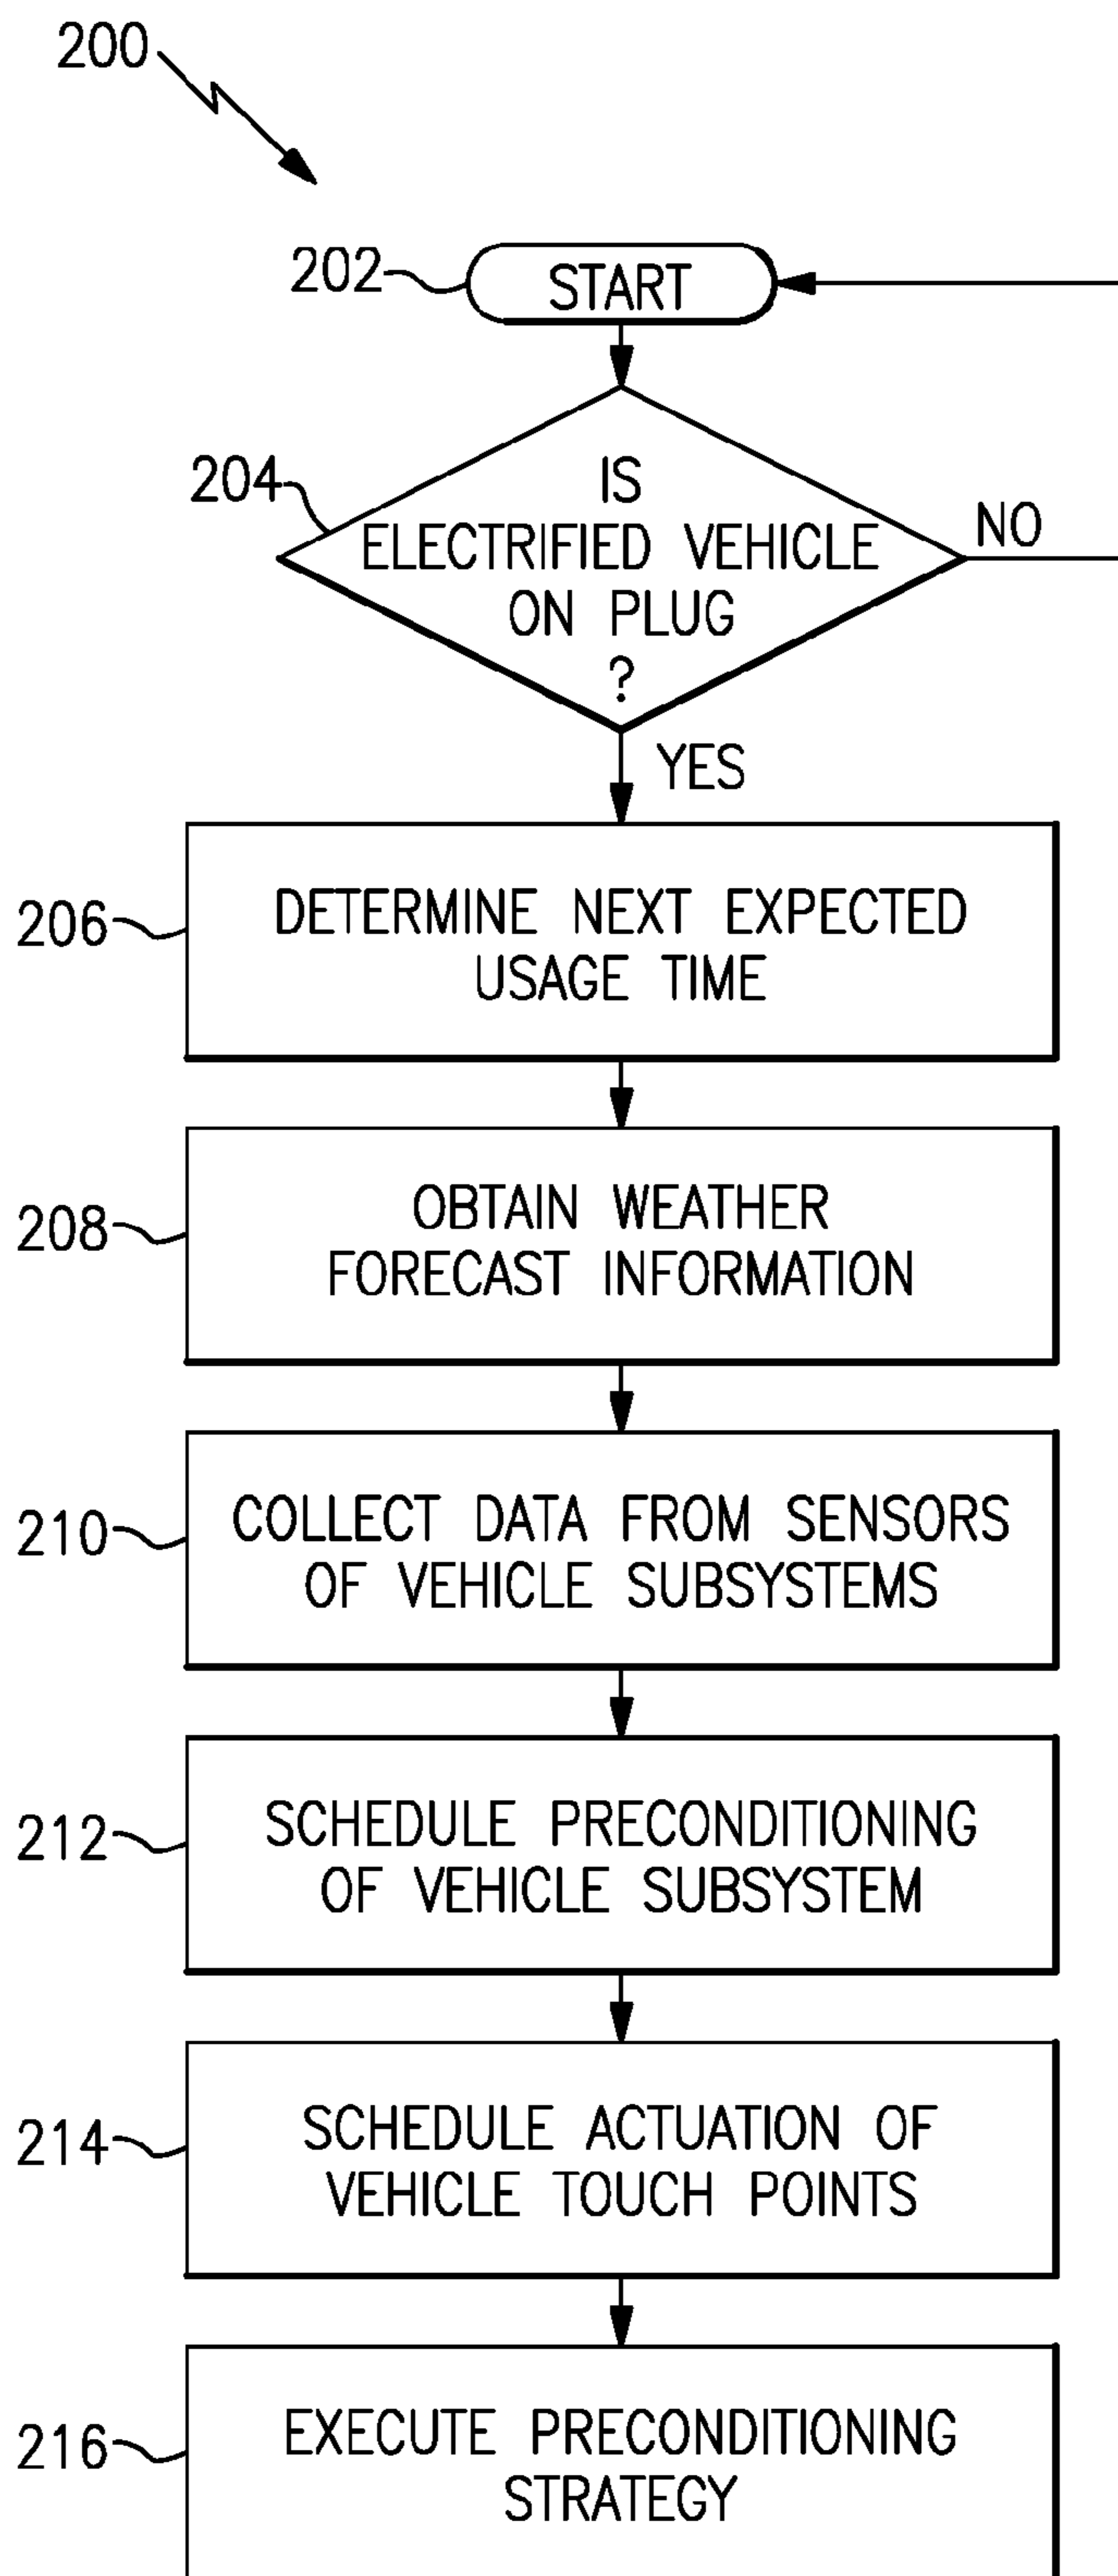 200
202
START
204
IS
ELECTRIFIED VEHICLE
ON PLUG
?
NO
YES
206
DETERMINE NEXT EXPECTED
USAGE TIME
208
OBTAIN WEATHER
FORECAST INFORMATION
210
COLLECT DATA FROM SENSORS
OF VEHICLE SUBSYSTEMS
212
SCHEDULE PRECONDITIONING
OF VEHICLE SUBSYSTEM
214
SCHEDULE ACTUATION OF
VEHICLE TOUCH POINTS
216
EXECUTE PRECONDITIONING
STRATEGY